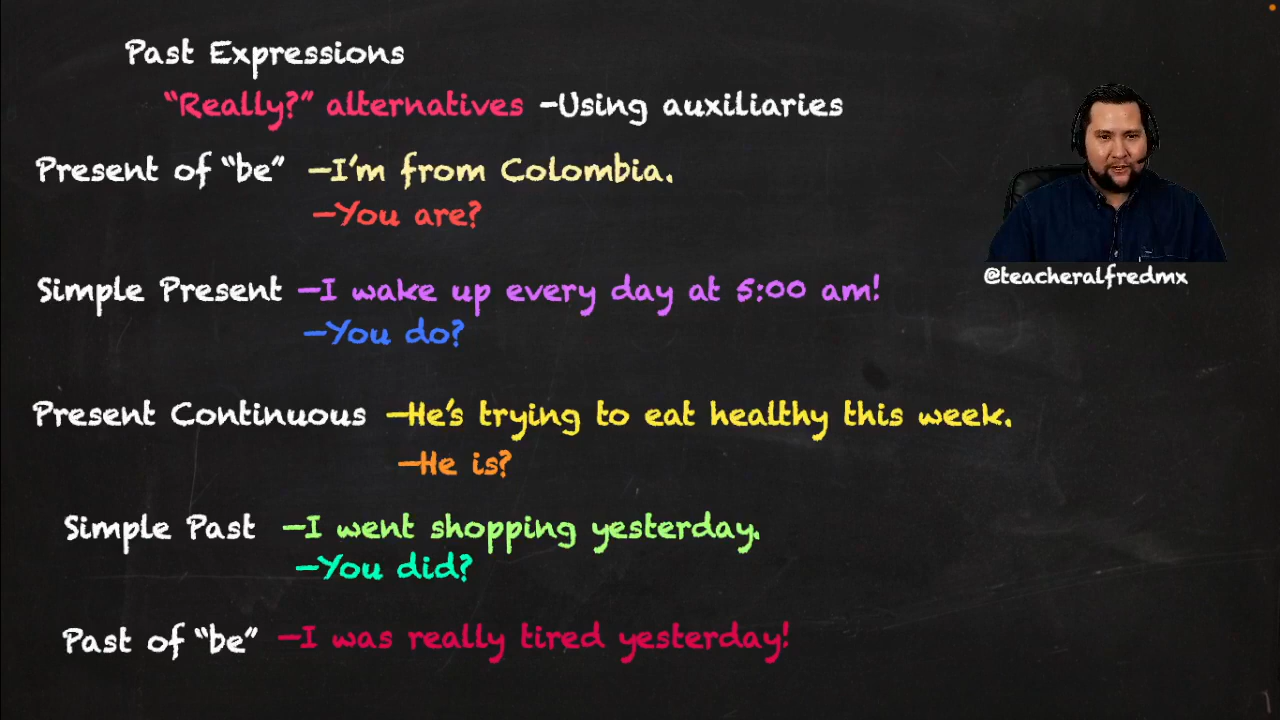 Past Expressions
“Really?” alternatives -Using auxiliaries
Present of “be” -I'm from Colombia.
-You are?
@teacheralfredmx
Simple Present -I wake up every day at 5:00 am!
-You do?
Present Continuous -He's trying to eat healthy this week.
-He is?
Simple Past -I went shopping yesterday.
-You did?
Past of “be” -I was really tired yesterday!